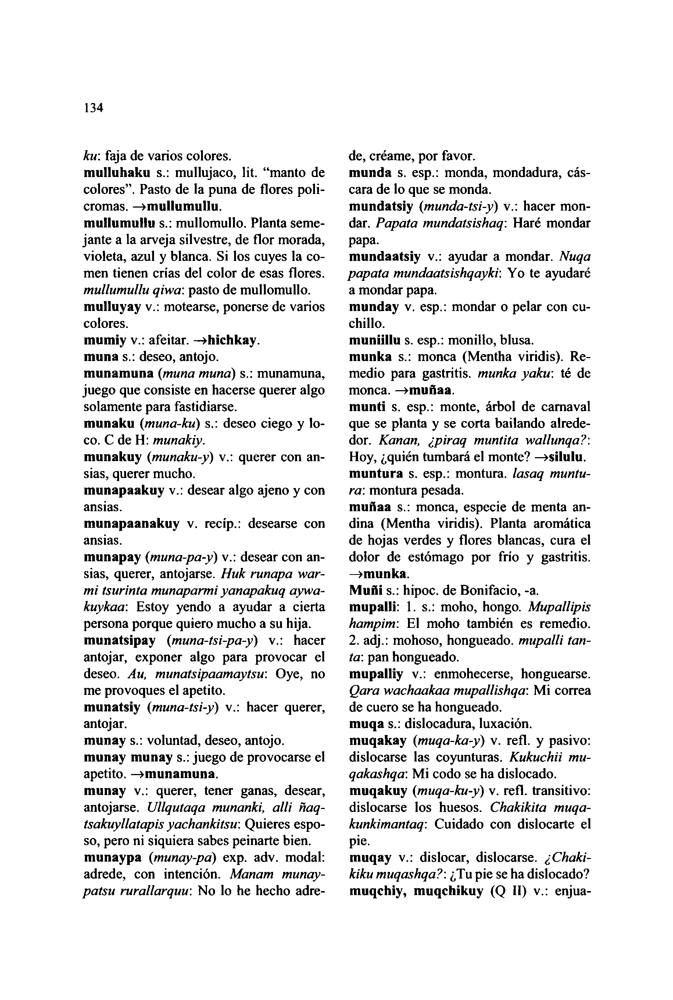 134
ku: faja de varios colores.
mulluhaku s.: mullujaco, lit. “manto de
colores”. Pasto de la puna de flores poli-
cromas. →mullumullu.
mullumullu s.: mullomullo. Planta seme-
jante a la arveja silvestre, de flor morada,
violeta, azul y blanca. Si los cuyes la co-
men tienen crías del color de esas flores.
mullumullu qiwa: pasto de mullomullo.
mulluyay v.: motearse, ponerse de varios
colores.
mumiy v.: afeitar. →hichkay.
muna s.: deseo, antojo.
munamuna (muna muna) s.: munamuna,
juego que consiste en hacerse querer algo
solamente para fastidiarse.
munaku (muna-ku) s.: deseo ciego y lo-
co. C de H: munakiy.
munakuy (munaku-y) v.: querer con an-
sias, querer mucho.
munapaakuy v.: desear algo ajeno y con
ansias.
munapaanakuy v. recíp.: desearse con
ansias.
munapay (muna-pa-y) v.: desear con an-
sias, querer, antojarse. Huk runapa war-
mi tsurinta munaparmi yanapakuq aywa-
kuykaa: Estoy yendo a ayudar a cierta
persona porque quiero mucho a su hija.
munatsipay (muna-tsi-pa-y) v.: hacer
antojar, exponer algo para provocar el
deseo. Au, munatsipaamaytsu: Oye, no
me provoques el apetito.
munatsiy (muna-tsi-y) v.: hacer querer,
antojar.
munay s.: voluntad, deseo, antojo.
munay munay s.: juego de provocarse el
apetito. →munamuna.
munay v.: querer, tener ganas, desear,
antojarse. Ullqutaqa munanki, alli ñaq-
tsakuyllatapis yachankitsu: Quieres espo-
so, pero ni siquiera sabes peinarte bien.
munaypa (munay-pa) exp. adv. modal:
adrede, con intención. Manam munay-
patsu rurallarquu: No lo he hecho adre-
de, créame, por favor.
munda s. esp.: monda, mondadura, cás-
cara de lo que se monda.
mundatsiy (munda-tsi-y) v.: hacer mon-
dar. Papata mundatsishaq: Haré mondar
papa.
mundaatsiy v.: ayudar a mondar. Nuqa
papata mundaatsishqayki: Yo te ayudaré
a mondar papa.
munday v. esp.: mondar o pelar con cu-
chillo.
muniillu s. esp.: monillo, blusa.
munka s.: monca (Mentha viridis). Re-
medio para gastritis. munka yaku: té de
monca. →muñaa.
munti s. esp.: monte, árbol de carnaval
que se planta y se corta bailando alrede-
dor. Kanan, ¿piraq muntita wallunqa?:
Hoy, ¿quién tumbará el monte? →silulu.
muntura s. esp.: montura. lasaq muntu-
ra: montura pesada.
muñaa s.: monca, especie de menta an-
dina (Mentha viridis). Planta aromática
de hojas verdes y flores blancas, cura el
dolor de estómago por frío y gastritis.
→munka.
Muñi s.: hipoc. de Bonifacio, -a.
mupalli: 1. s.: moho, hongo. Mupallipis
hampim: El moho también es remedio.
2. adj.: mohoso, hongueado. mupalli tan-
ta: pan hongueado.
mupalliy v.: enmohecerse, honguearse.
Qara wachaakaa mupallishqa: Mi correa
de cuero se ha hongueado.
muqa s.: dislocadura, luxación.
muqakay (muqa-ka-y) v. refl. y pasivo:
dislocarse las coyunturas. Kukuchii mu-
qakashqa: Mi codo se ha dislocado.
muqakuy (muqa-ku-y) v. refl. transitivo:
dislocarse los huesos. Chakikita muqa-
kunkimantaq: Cuidado con dislocarte el
pie.
muqay v.: dislocar, dislocarse. ¿Chaki-
kiku muqashqa?: ¿Tu pie se ha dislocado?
muqchiy, muqchikuy (Q II) v.: enjua-